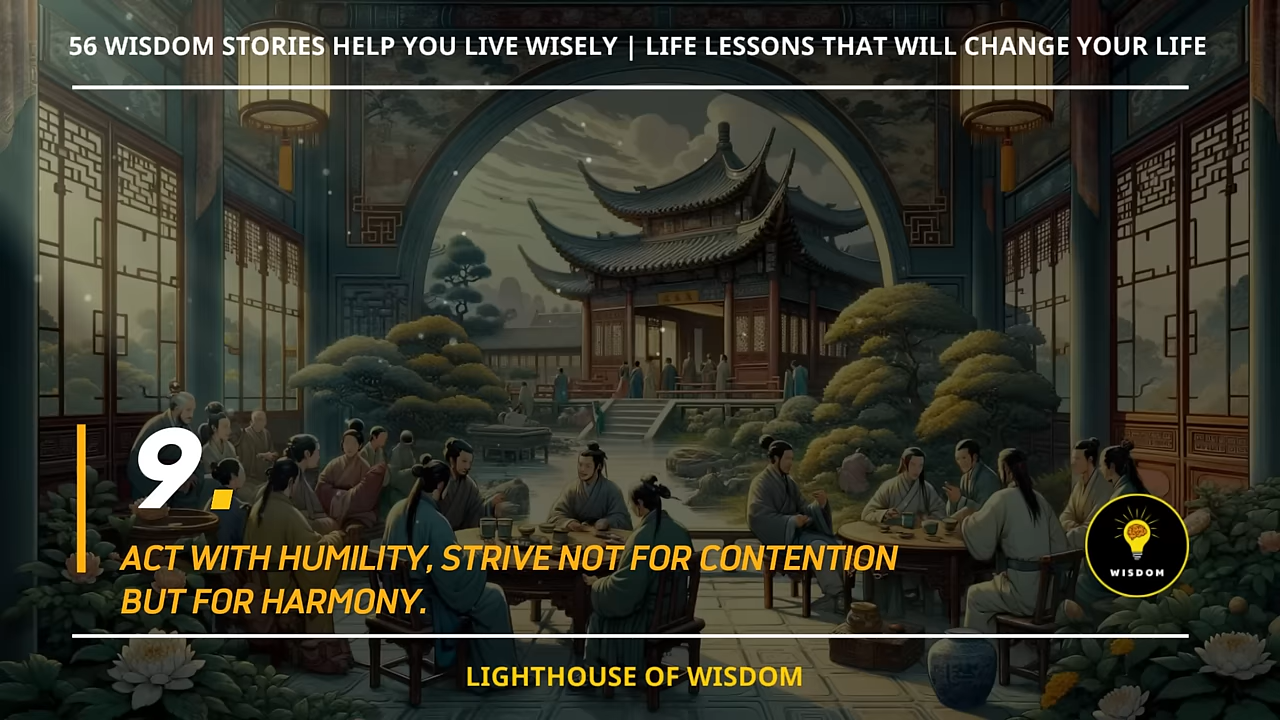 56 WISDOM STORIES HELP YOU LIVE WISELY | LIFE LESSONS THAT WILL CHANGE YOUR LIFE
9.
ACT WITH HUMILITY, STRIVE NOT FOR CONTENTION
BUT FOR HARMONY.
WISDOM
LIGHTHOUSE OF WISDOM